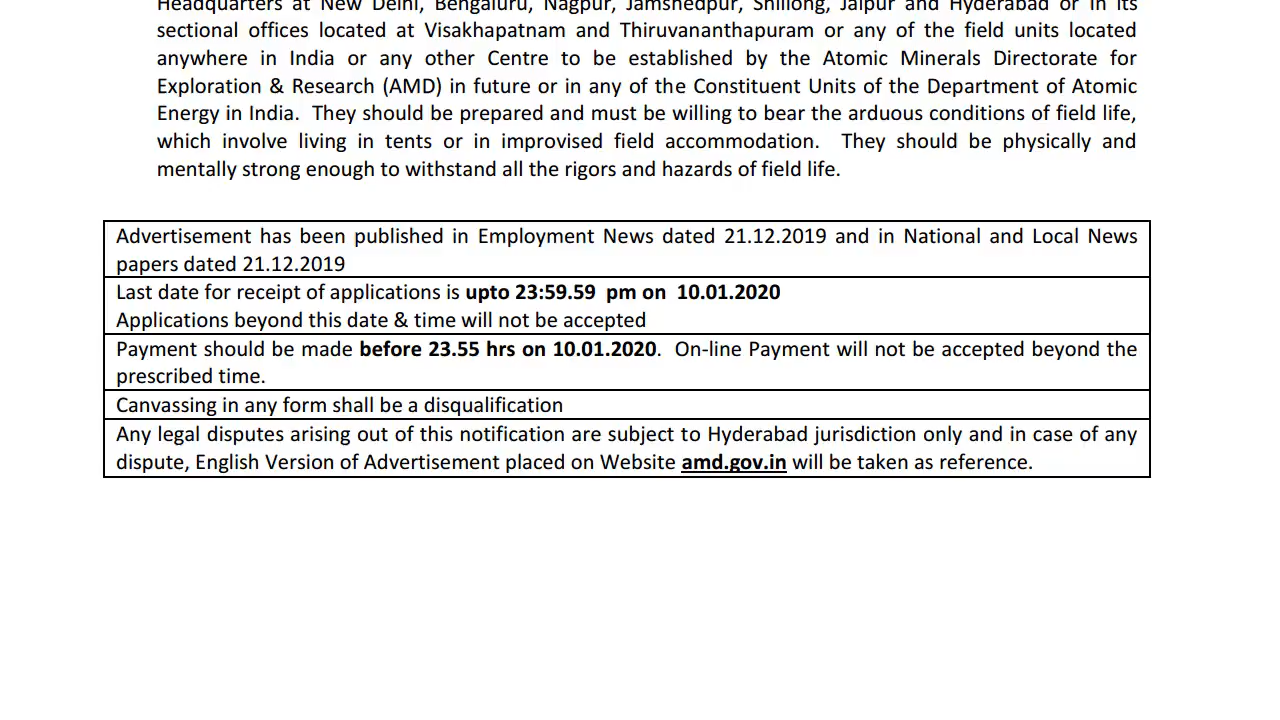 Headquarters at New Delhi, Bengaluru, Nagpur, Jamshedpur, Shillong, Jaipur and Hyderabad or in its
sectional offices located at Visakhapatnam and Thiruvananthapuram or any of the field units located
anywhere in India or any other Centre to be established by the Atomic Minerals Directorate for
Exploration & Research (AMD) in future or in any of the Constituent Units of the Department of Atomic
Energy in India. They should be prepared and must be willing to bear the arduous conditions of field life,
which involve living in tents or in improvised field accommodation. They should be physically and
mentally strong enough to withstand all the rigors and hazards of field life.
Advertisement has been published in Employment News dated 21.12.2019 and in National and Local News
papers dated 21.12.2019
Last date for receipt of applications is upto 23:59.59 pm on 10.01.2020
Applications beyond this date & time will not be accepted
Payment should be made before 23.55 hrs on 10.01.2020. On-line Payment will not be accepted beyond the
prescribed time.
Canvassing in any form shall be a disqualification
Any legal disputes arising out of this notification are subject to Hyderabad jurisdiction only and in case of any
dispute, English Version of Advertisement placed on Website amd.gov.in will be taken as reference.